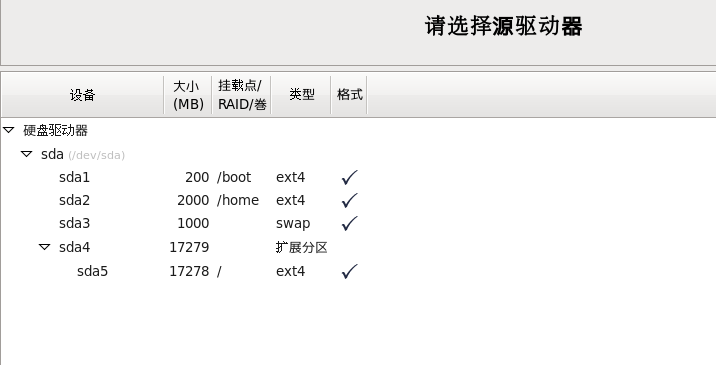 请选择源驱动器
设备 大小 (MB) 挂载点/ RAID/卷 类型 格式
硬盘驱动器
sda (/dev/sda)
sda1 200 /boot ext4 ✓
sda2 2000 /home ext4 ✓
sda3 1000 swap ✓
sda4 17279 扩展分区
sda5 17278 / ext4 ✓